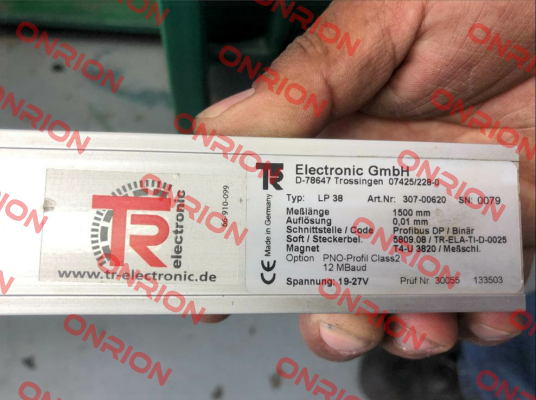 TR
electronic
www.tr-electronic.de
66-910-099
TR Electronic GmbH
D-78647 Trossingen 07425/228-0
Made in Germany
CE
Typ: LP 38 Art.Nr: 307-00620 SN: 0079
Meßlänge 1500 mm
Auflösung 0,01 mm
Schnittstelle / Code Profibus DP / Binär
Soft / Steckerbel. 5809.08 / TR-ELA-TI-D-0025
Magnet T4-U 3820 / Meßschl.
Option PNO-Profil Class2
12 MBaud
Spannung: 19-27V Prüf Nr. 30055 133503
ONRION